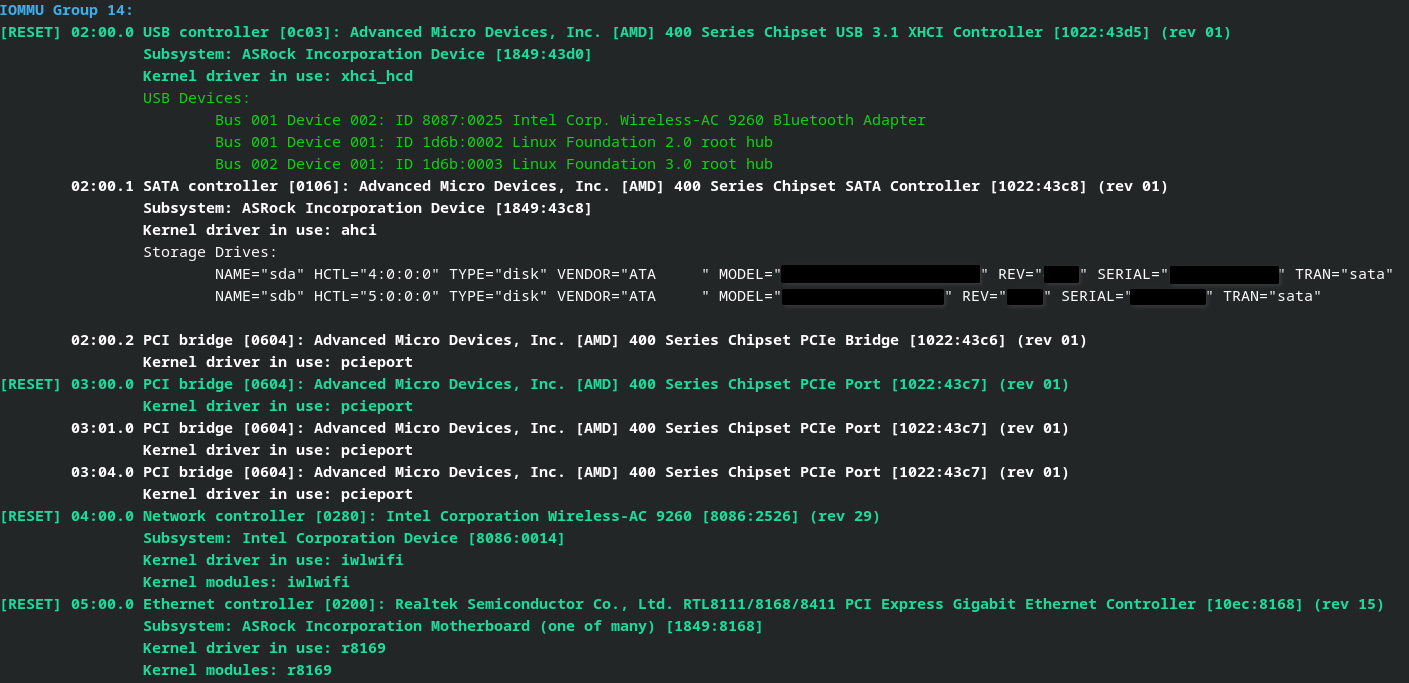 IOMMU Group 14:
[RESET] 02:00.0 USB controller [0c03]: Advanced Micro Devices, Inc. [AMD] 400 Series Chipset USB 3.1 XHCI Controller [1022:43d5] (rev 01)
Subsystem: ASRock Incorporation Device [1849:43d0]
Kernel driver in use: xhci_hcd
USB Devices:
Bus 001 Device 002: ID 8087:0025 Intel Corp. Wireless-AC 9260 Bluetooth Adapter
Bus 001 Device 001: ID 1d6b:0002 Linux Foundation 2.0 root hub
Bus 002 Device 001: ID 1d6b:0003 Linux Foundation 3.0 root hub
02:00.1 SATA controller [0106]: Advanced Micro Devices, Inc. [AMD] 400 Series Chipset SATA Controller [1022:43c8] (rev 01)
Subsystem: ASRock Incorporation Device [1849:43c8]
Kernel driver in use: ahci
Storage Drives:
NAME="sda" HCTL="4:0:0:0" TYPE="disk" VENDOR="ATA     " MODEL="" REV="" SERIAL="" TRAN="sata"
NAME="sdb" HCTL="5:0:0:0" TYPE="disk" VENDOR="ATA     " MODEL="" REV="" SERIAL="" TRAN="sata"
02:00.2 PCI bridge [0604]: Advanced Micro Devices, Inc. [AMD] 400 Series Chipset PCIe Bridge [1022:43c6] (rev 01)
Kernel driver in use: pcieport
[RESET] 03:00.0 PCI bridge [0604]: Advanced Micro Devices, Inc. [AMD] 400 Series Chipset PCIe Port [1022:43c7] (rev 01)
Kernel driver in use: pcieport
03:01.0 PCI bridge [0604]: Advanced Micro Devices, Inc. [AMD] 400 Series Chipset PCIe Port [1022:43c7] (rev 01)
Kernel driver in use: pcieport
03:04.0 PCI bridge [0604]: Advanced Micro Devices, Inc. [AMD] 400 Series Chipset PCIe Port [1022:43c7] (rev 01)
Kernel driver in use: pcieport
[RESET] 04:00.0 Network controller [0280]: Intel Corporation Wireless-AC 9260 [8086:2526] (rev 29)
Subsystem: Intel Corporation Device [8086:0014]
Kernel driver in use: iwlwifi
Kernel modules: iwlwifi
[RESET] 05:00.0 Ethernet controller [0200]: Realtek Semiconductor Co., Ltd. RTL8111/8168/8411 PCI Express Gigabit Ethernet Controller [10ec:8168] (rev 15)
Subsystem: ASRock Incorporation Motherboard (one of many) [1849:8168]
Kernel driver in use: r8169
Kernel modules: r8169